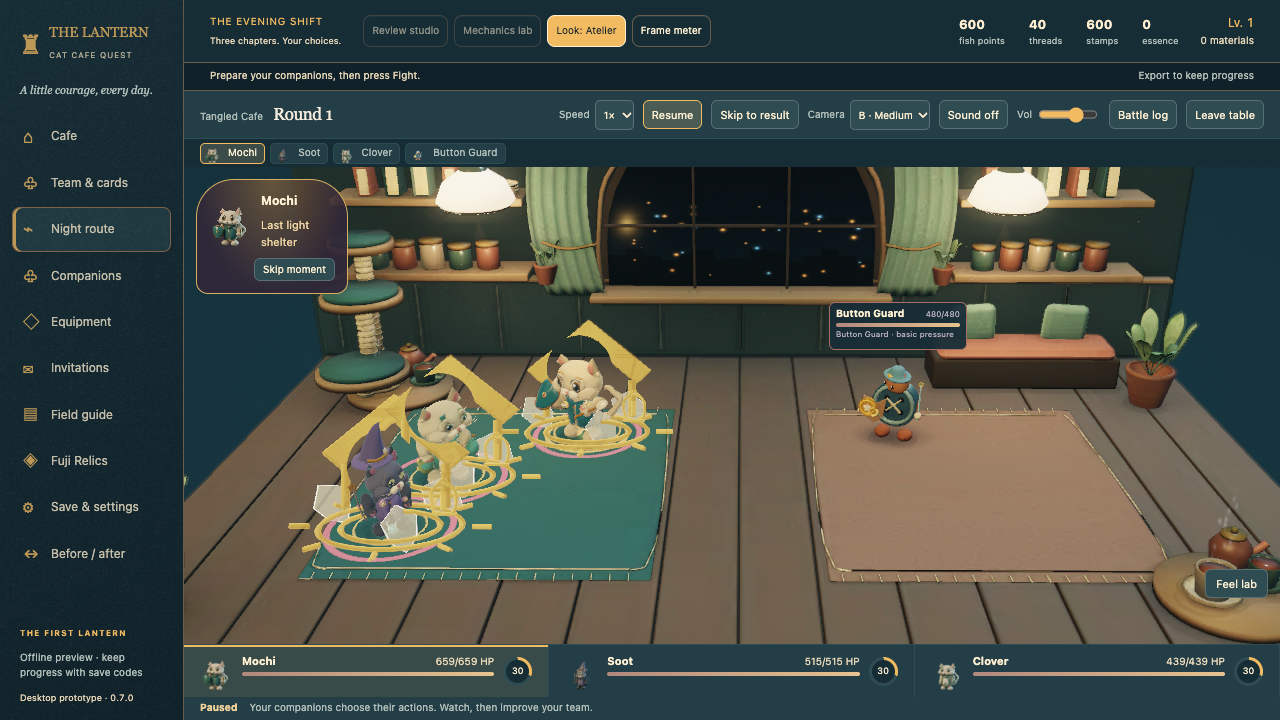 THE LANTERN
CAT CAFE QUEST
A little courage, every day.
Cafe
Team & cards
Night route
Companions
Equipment
Invitations
Field guide
Fuji Relics
Save & settings
Before / after
THE FIRST LANTERN
Offline preview · keep
progress with save codes
Desktop prototype · 0.7.0
THE EVENING SHIFT
Three chapters. Your choices.
Review studio
Mechanics lab
Look: Atelier
Frame meter
600
fish points
40
threads
600
stamps
0
essence
Lv. 1
0 materials
Prepare your companions, then press Fight.
Export to keep progress
Tangled Cafe
Round 1
Speed
1x
Resume
Skip to result
Camera
B · Medium
Sound off
Vol
Battle log
Leave table
Mochi
Soot
Clover
Button Guard
Mochi
Last light
shelter
Skip moment
Button Guard
480/480
Button Guard · basic pressure
Feel lab
Mochi
659/659 HP
30
Soot
515/515 HP
30
Clover
439/439 HP
30
Paused
Your companions choose their actions. Watch, then improve your team.